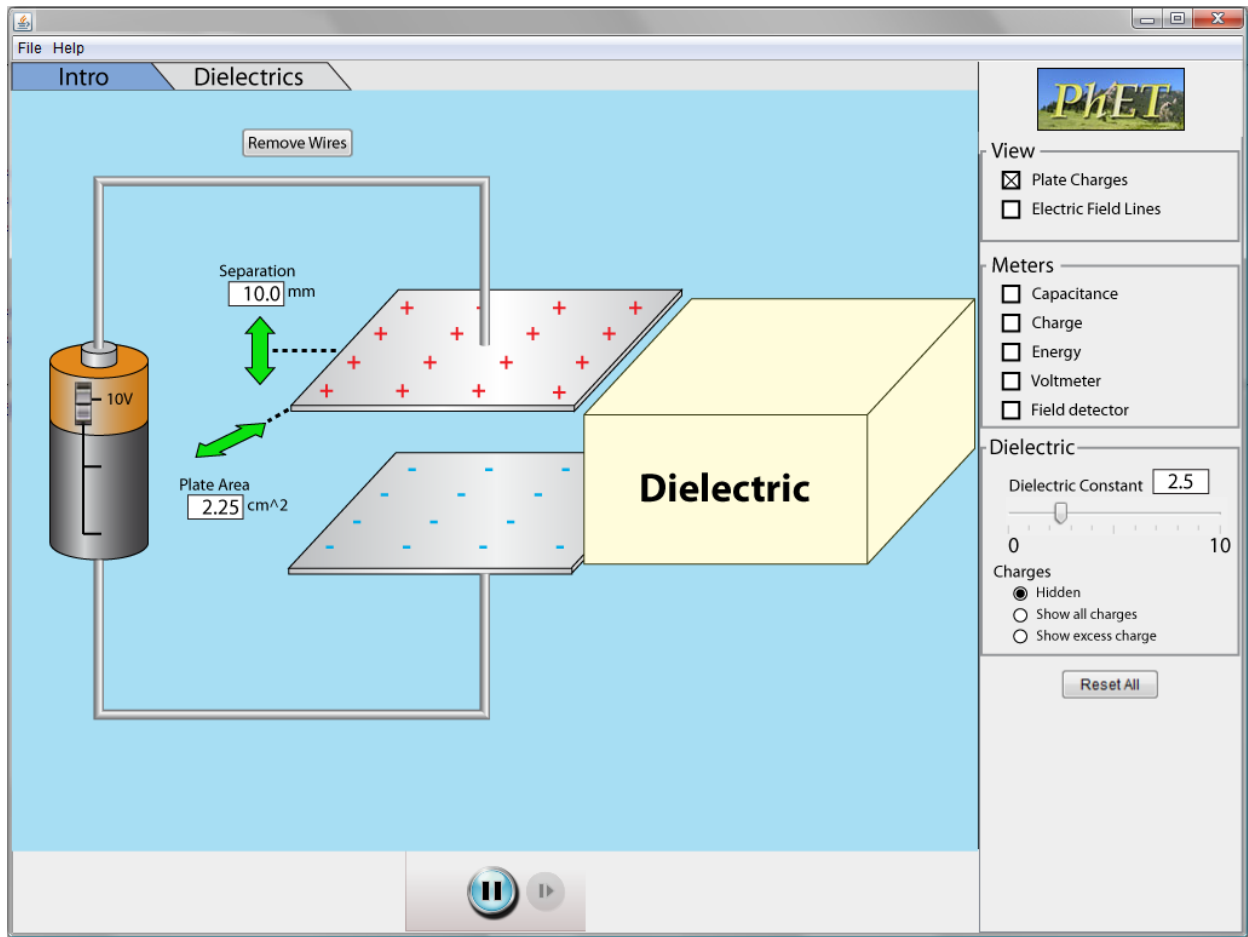 File Help
Intro Dielectrics
PhET
Remove Wires
View
Plate Charges
Electric Field Lines
Separation
10.0 mm
Meters
Capacitance
Charge
Energy
Voltmeter
Field detector
10V
Plate Area
2.25 cm^2
Dielectric
Dielectric
Dielectric Constant 2.5
0 10
Charges
Hidden
Show all charges
Show excess charge
Reset All